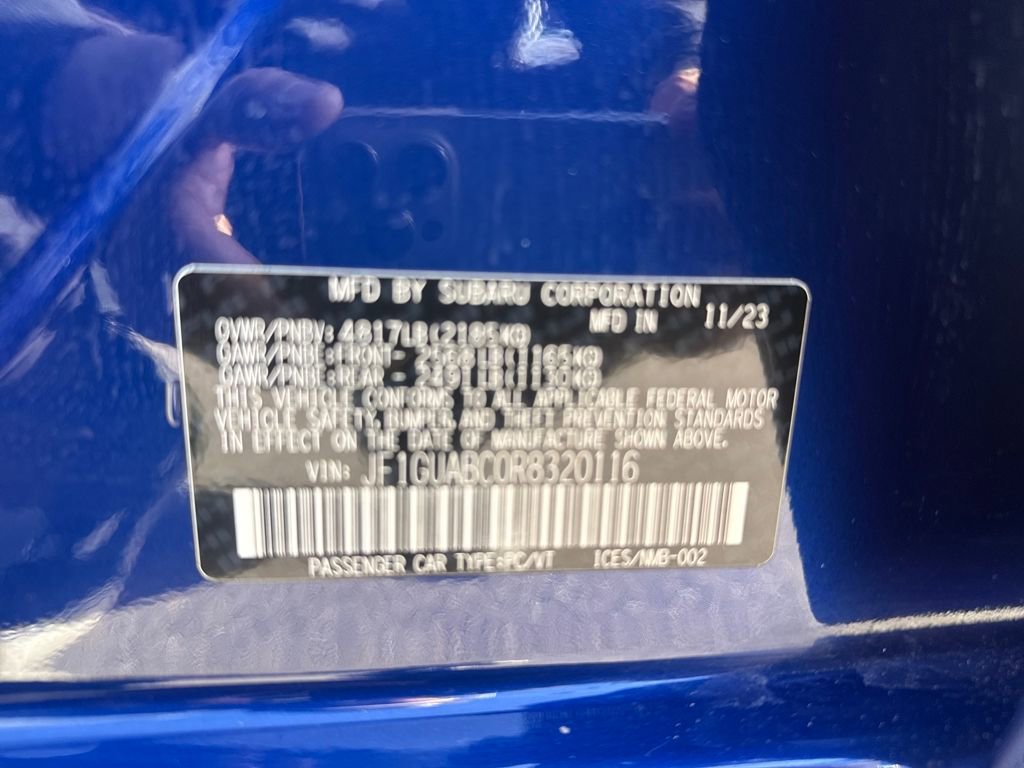 MFD BY SUBARU CORPORATION
MFD IN 11/23
GVWR/PNBV: 4817LB(2185KG)
GAWR/PNBE:FRONT - LB(1165KG)
GAWR/PNBE:REAR - LB(1130KG)
THIS VEHICLE CONFORMS TO ALL APPLICABLE FEDERAL MOTOR
VEHICLE SAFETY, BUMPER AND THEFT PREVENTION STANDARDS
IN EFFECT ON THE DATE OF MANUFACTURE SHOWN ABOVE.
VIN: JF1GUABC0R8320116
PASSENGER CAR TYPE:PC/VT ICES/NMB-002